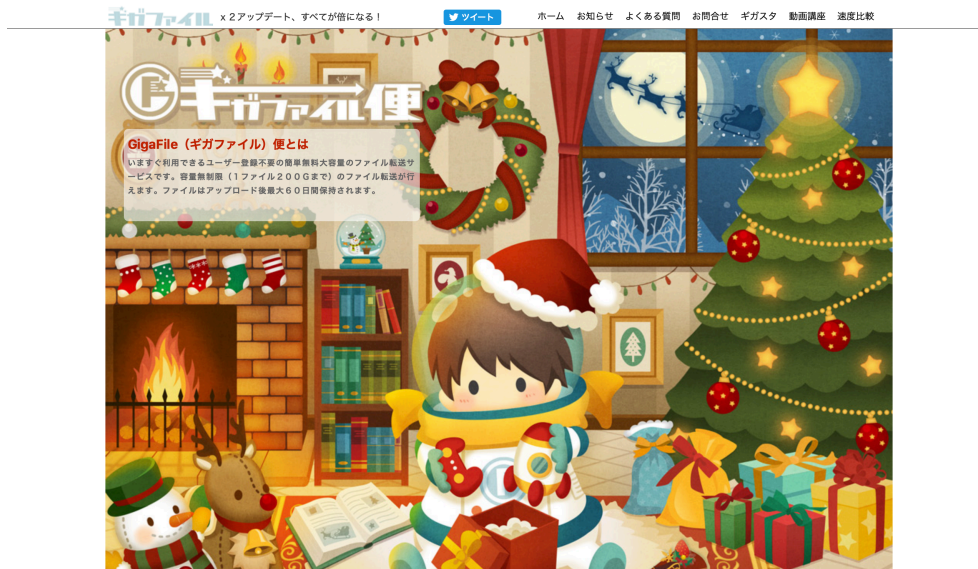 ギガファイル x２アップデート、すべてが倍になる！ ツイート ホーム お知らせ よくある質問 お問合せ ギガスタ 動画講座 速度比較
ギガファイル便
GigaFile（ギガファイル）便とは
いますぐ利用できるユーザー登録不要の簡単無料大容量のファイル転送サ
ービスです。容量無制限（１ファイル２００Gまで）のファイル転送が行
えます。ファイルはアップロード後最大６０日間保持されます。